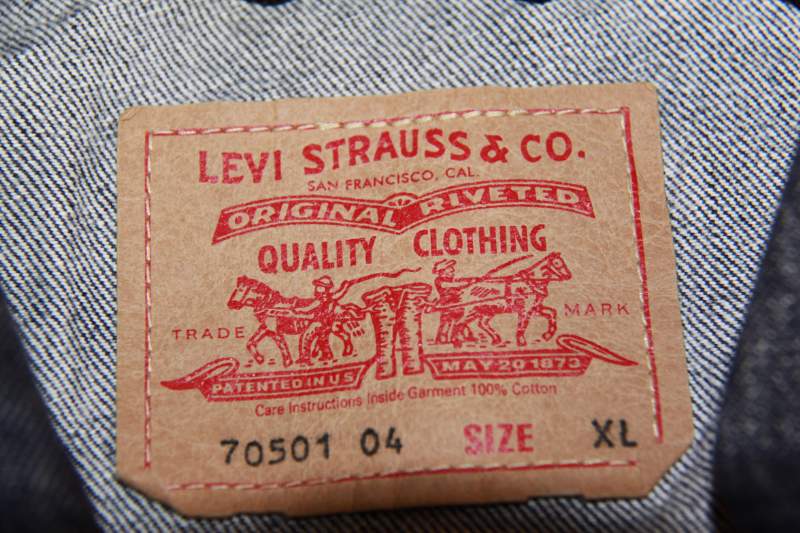 LEVI STRAUSS & CO.
SAN FRANCISCO, CAL.
ORIGINAL RIVETED
QUALITY CLOTHING
TRADE MARK
PATENTED IN U S MAY 20 1873
Care Instructions Inside Garment 100% Cotton
70501 04 SIZE XL